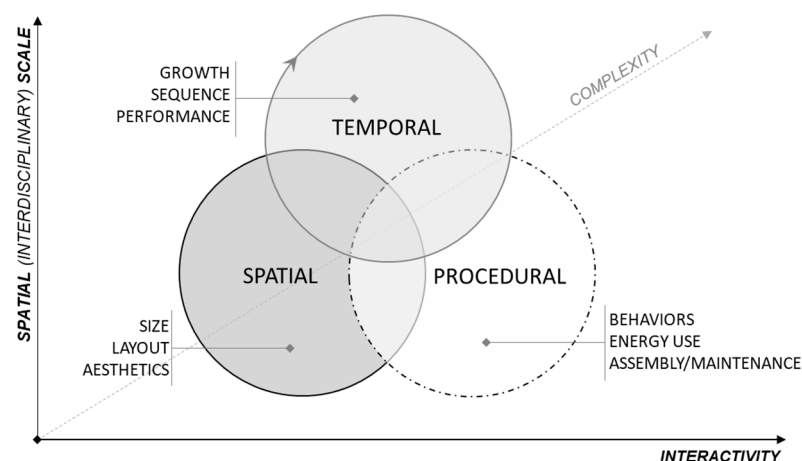 SPATIAL (INTERDISCIPLINARY) SCALE
GROWTH
SEQUENCE
PERFORMANCE
TEMPORAL
COMPLEXITY
SPATIAL
PROCEDURAL
SIZE
LAYOUT
AESTHETICS
BEHAVIORS
ENERGY USE
ASSEMBLY/MAINTENANCE
INTERACTIVITY